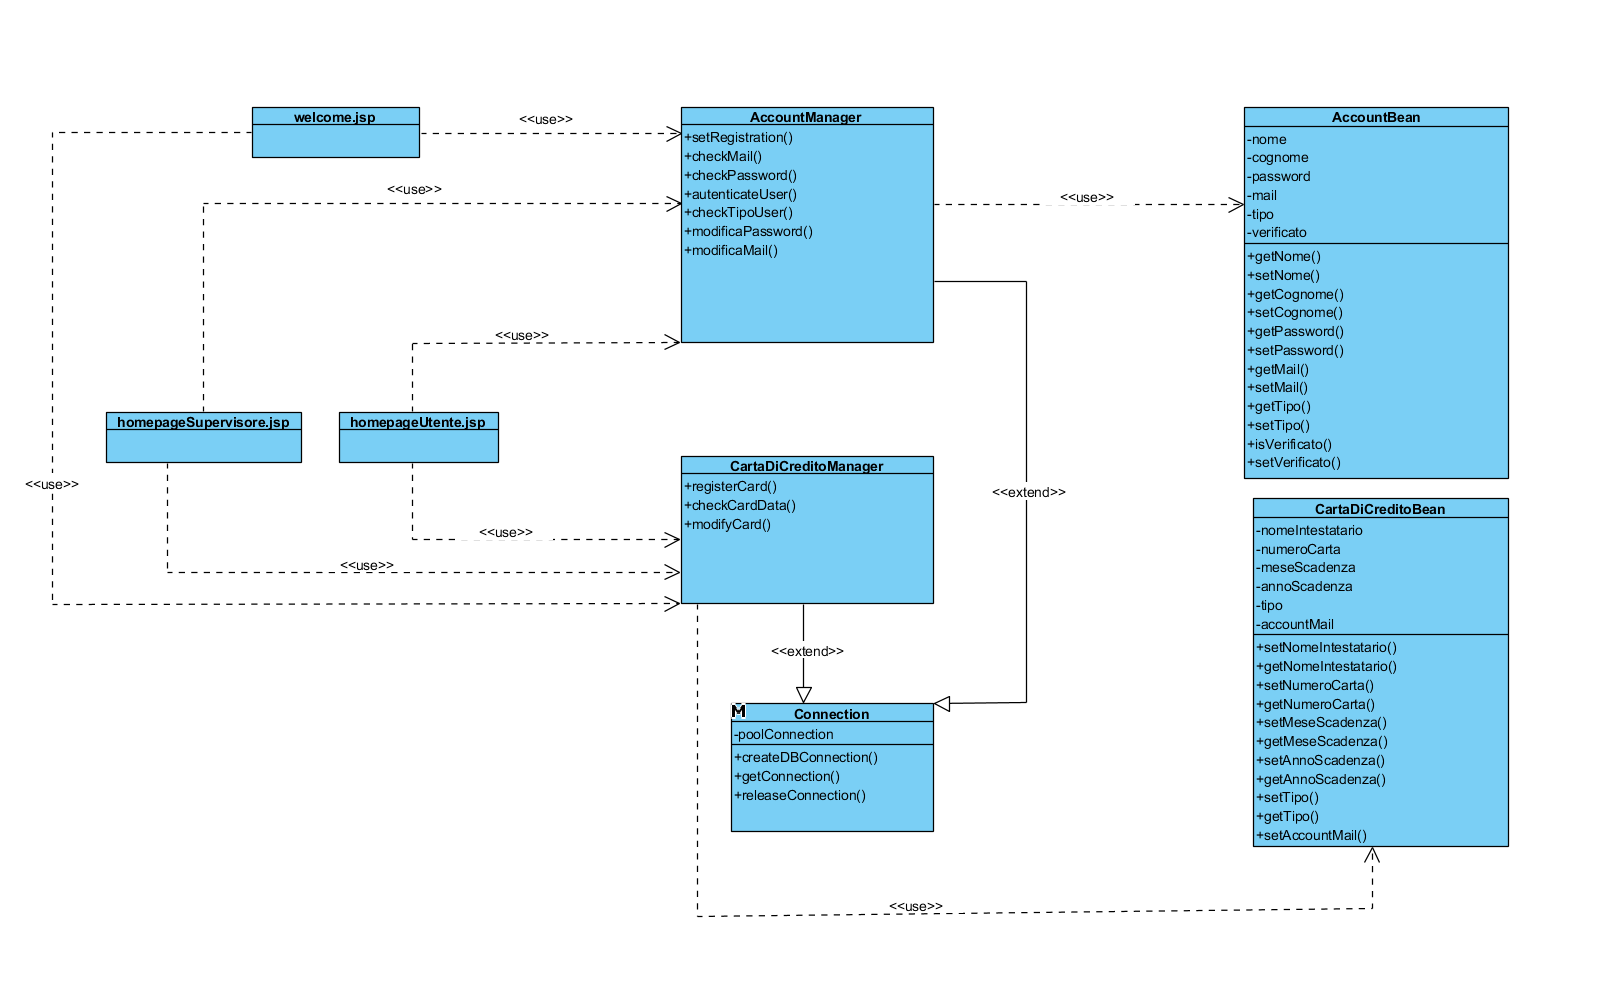 welcome.jsp
<<use>>
AccountManager
+setRegistration()
+checkMail()
+checkPassword()
+autenticateUser()
+checkTipoUser()
+modificaPassword()
+modificaMail()
<<use>>
<<use>>
AccountBean
-nome
-cognome
-password
-mail
-tipo
-verificato
+getNome()
+setNome()
+getCognome()
+setCognome()
+getPassword()
+setPassword()
+getMail()
+setMail()
+getTipo()
+setTipo()
+isVerificato()
+setVerificato()
<<use>>
homepageSupervisore.jsp
homepageUtente.jsp
<<use>>
CartaDiCreditoManager
+registerCard()
+checkCardData()
+modifyCard()
<<extend>>
<<use>>
<<use>>
CartaDiCreditoBean
-nomeIntestatario
-numeroCarta
-meseScadenza
-annoScadenza
-tipo
-accountMail
+setNomeIntestatario()
+getNomeIntestatario()
+setNumeroCarta()
+getNumeroCarta()
+setMeseScadenza()
+getMeseScadenza()
+setAnnoScadenza()
+getAnnoScadenza()
+setTipo()
+getTipo()
+setAccountMail()
<<extend>>
M
Connection
-poolConnection
+createDBConnection()
+getConnection()
+releaseConnection()
<<use>>